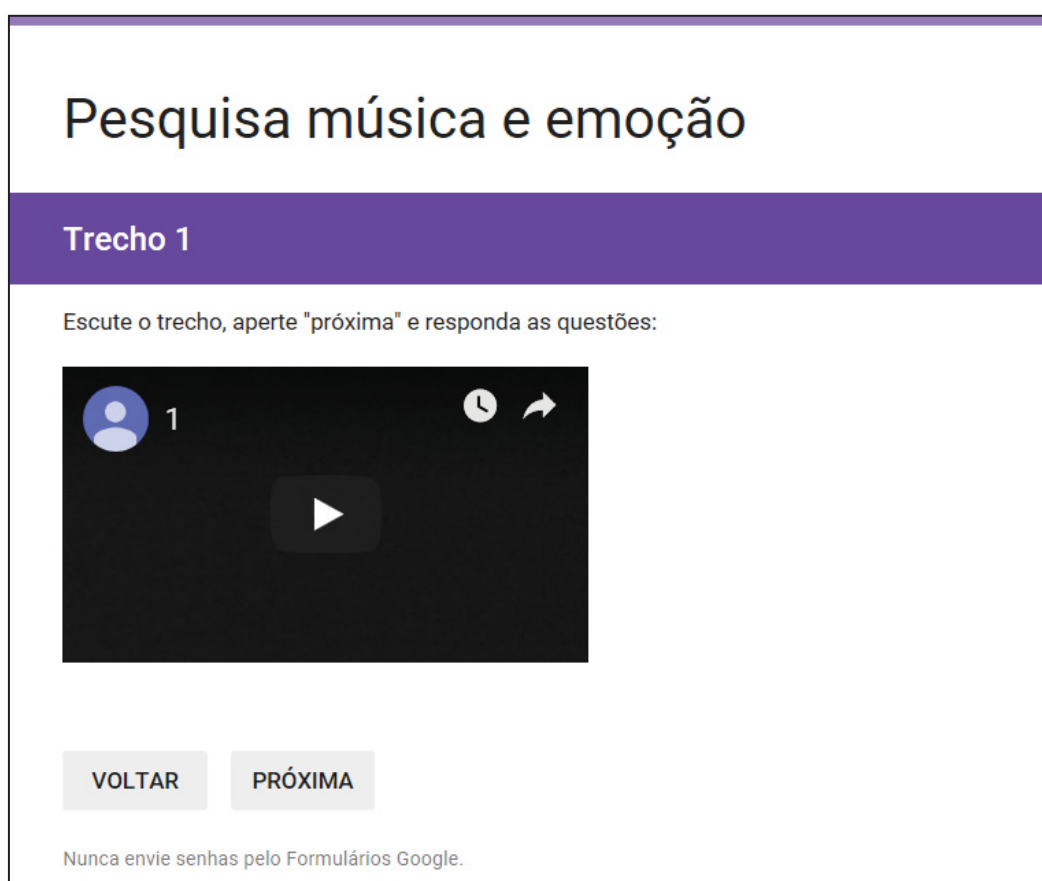 Pesquisa música e emoção
Trecho 1
Escute o trecho, aperte "próxima" e responda as questões:
1
VOLTAR
PRÓXIMA
Nunca envie senhas pelo Formulários Google.